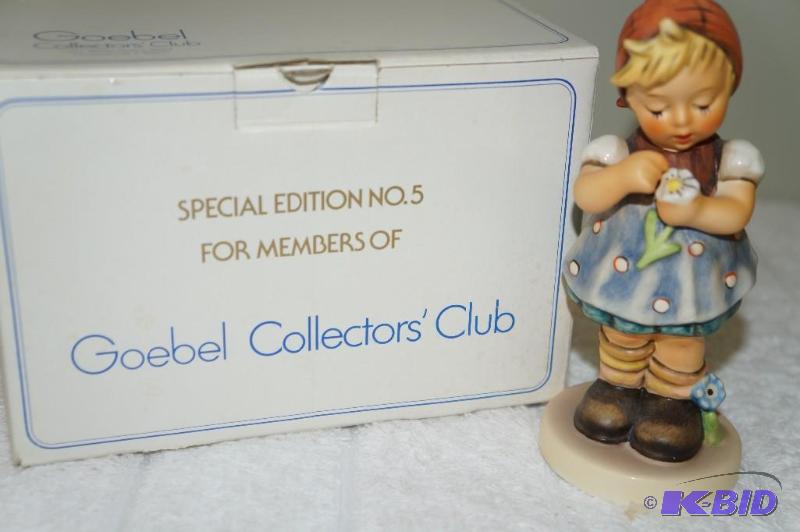 Goebel
Collectors' Club
SPECIAL EDITION NO. 5
FOR MEMBERS OF
Goebel Collectors' Club
© K-BID